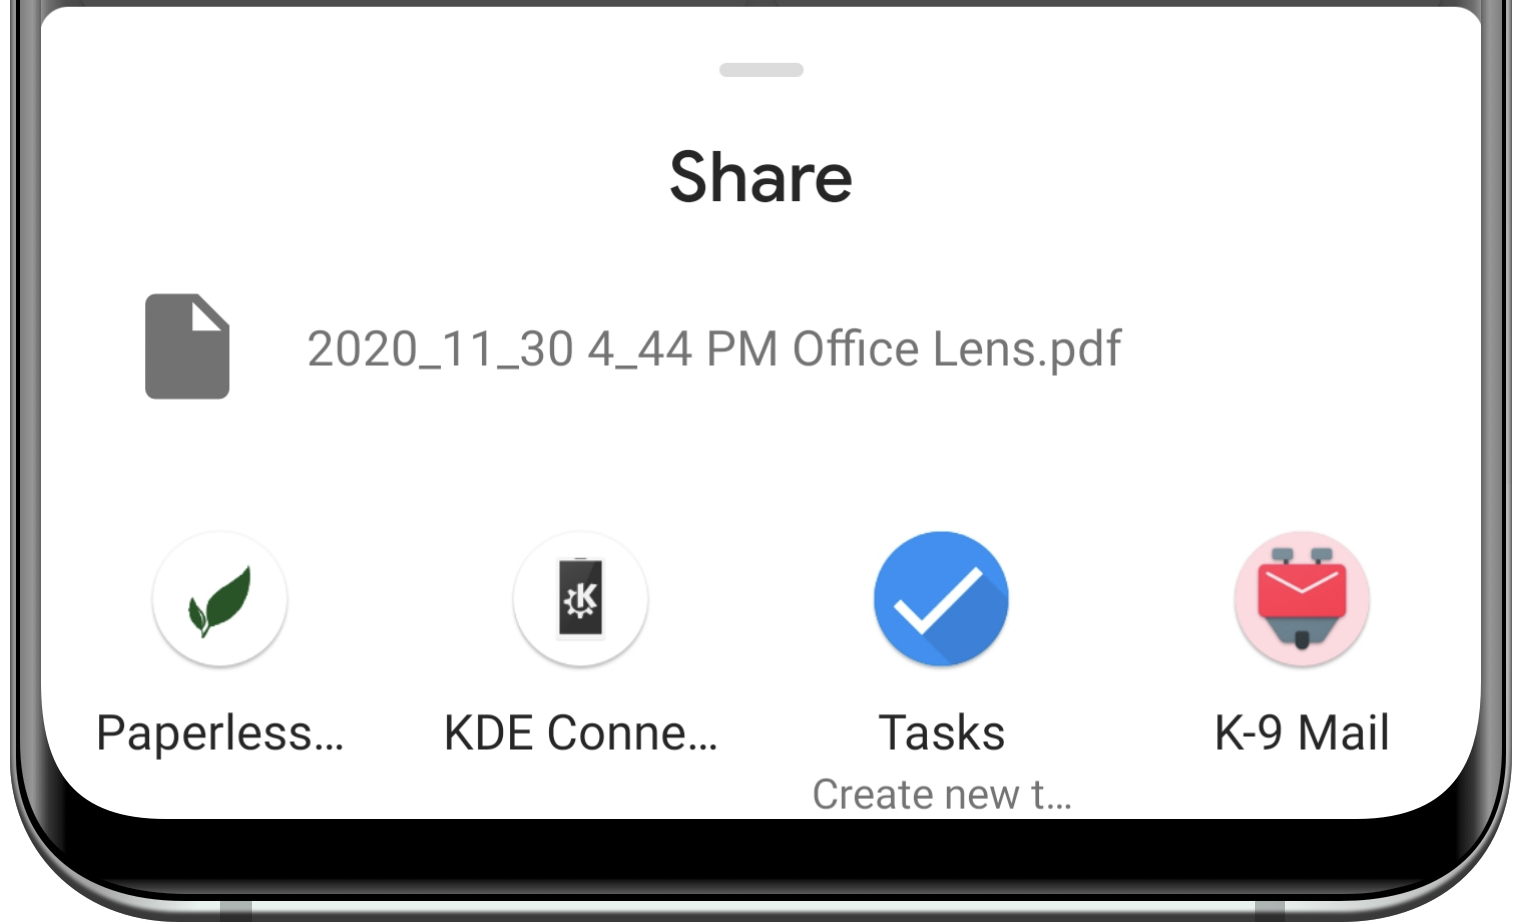 Share
2020_11_30 4_44 PM Office Lens.pdf
Paperless...
KDE Conne...
Tasks
K-9 Mail
Create new t...